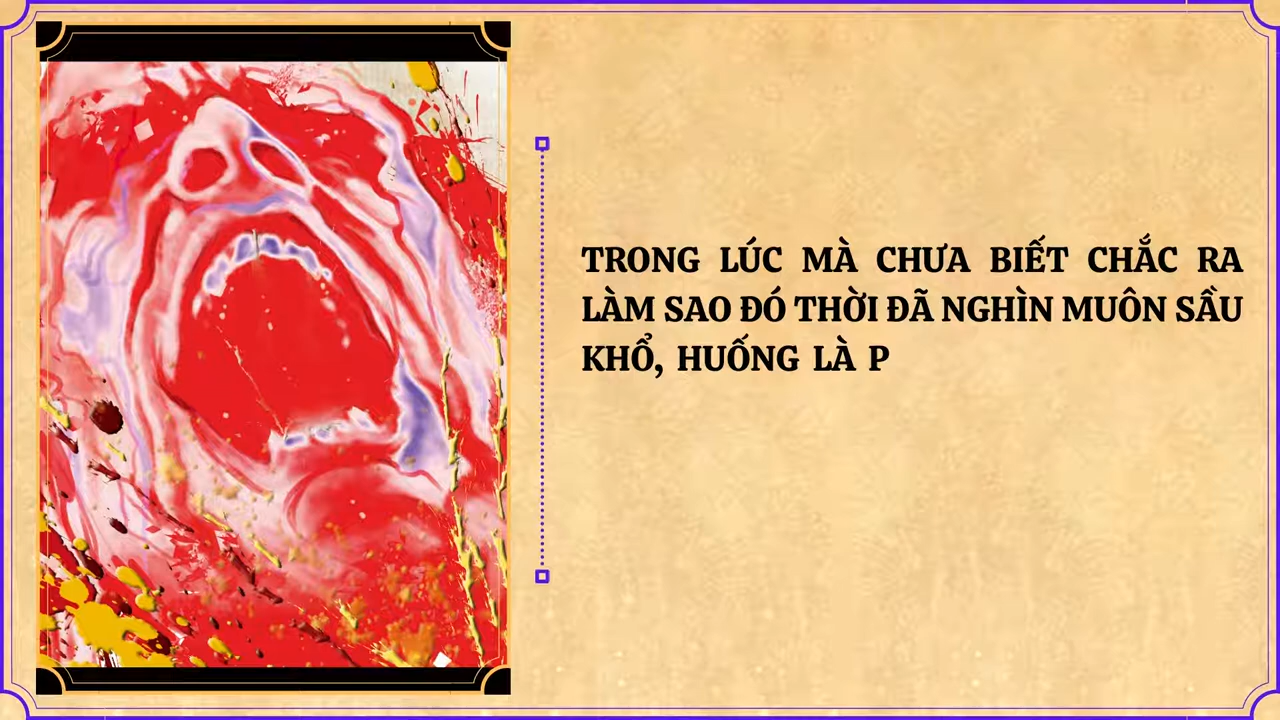 TRONG LÚC MÀ CHƯA BIẾT CHẮC RA
LÀM SAO ĐÓ THỜI ĐÃ NGHÌN MUÔN SẦU
KHỔ, HUỐNG LÀ P